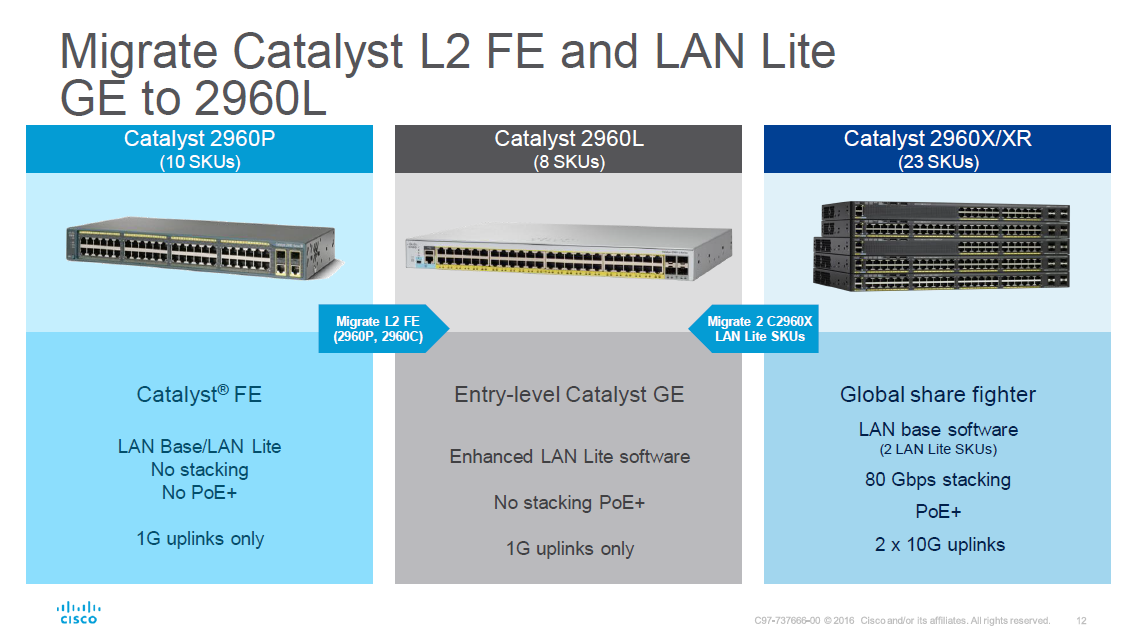 Migrate Catalyst L2 FE and LAN Lite
GE to 2960L
Catalyst 2960P
(10 SKUs)
Catalyst 2960L
(8 SKUs)
Catalyst 2960X/XR
(23 SKUs)
Migrate L2 FE
(2960P, 2960C)
Migrate 2 C2960X
LAN Lite SKUs
Catalyst® FE
LAN Base/LAN Lite
No stacking
No PoE+
1G uplinks only
Entry-level Catalyst GE
Enhanced LAN Lite software
No stacking PoE+
1G uplinks only
Global share fighter
LAN base software
(2 LAN Lite SKUs)
80 Gbps stacking
PoE+
2 x 10G uplinks
CISCO
C97-737666-00 © 2016 Cisco and/or its affiliates. All rights reserved. 12